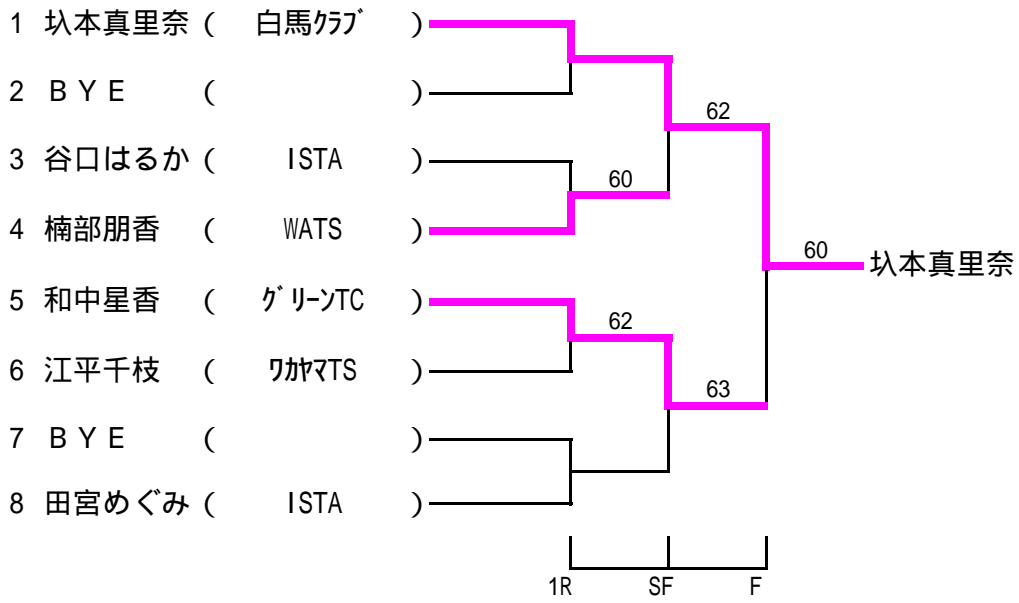 1 圦本真里奈 ( 白馬ｸﾗﾌﾞ )
2 ＢＹＥ ( )
62
3 谷口はるか ( ISTA )
60
4 楠部朋香 ( WATS )
60 圦本真里奈
5 和中星香 ( ｸﾞﾘｰﾝTC )
62
6 江平千枝 ( ﾜｶﾔﾏTS )
63
7 ＢＹＥ ( )
8 田宮めぐみ ( ISTA )
1R SF F